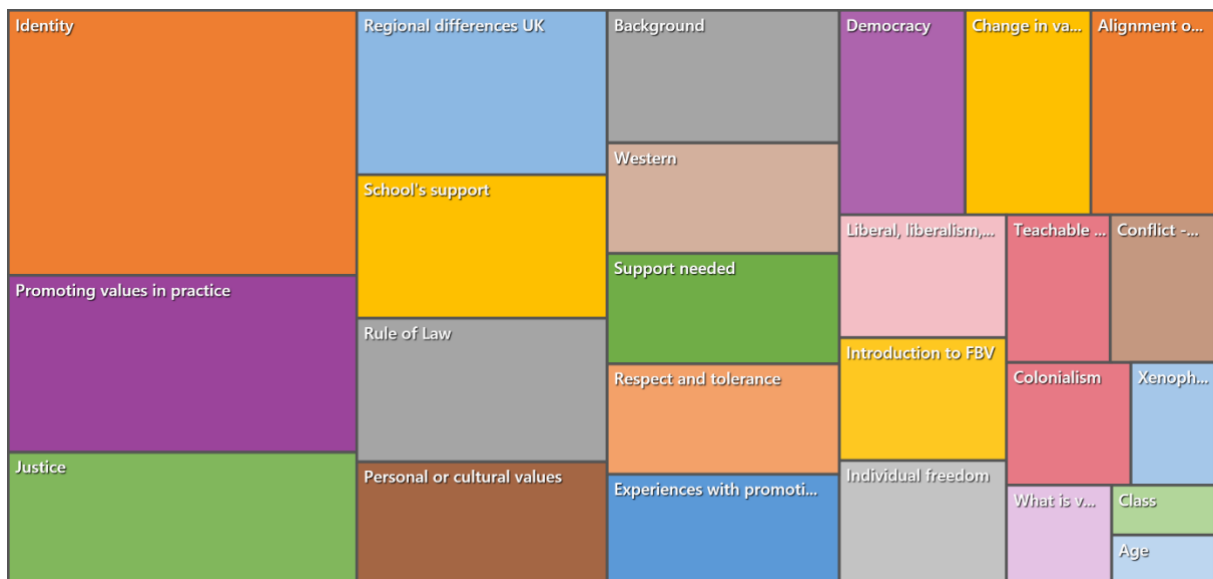 Identity
Promoting values in practice
Justice
Regional differences UK
School's support
Rule of Law
Personal or cultural values
Background
Western
Support needed
Respect and tolerance
Experiences with promoti...
Democracy
Change in va...
Alignment o...
Liberal, liberalism,...
Teachable ...
Conflict -...
Introduction to FBV
Colonialism
Xenoph...
Individual freedom
What is v...
Class
Age